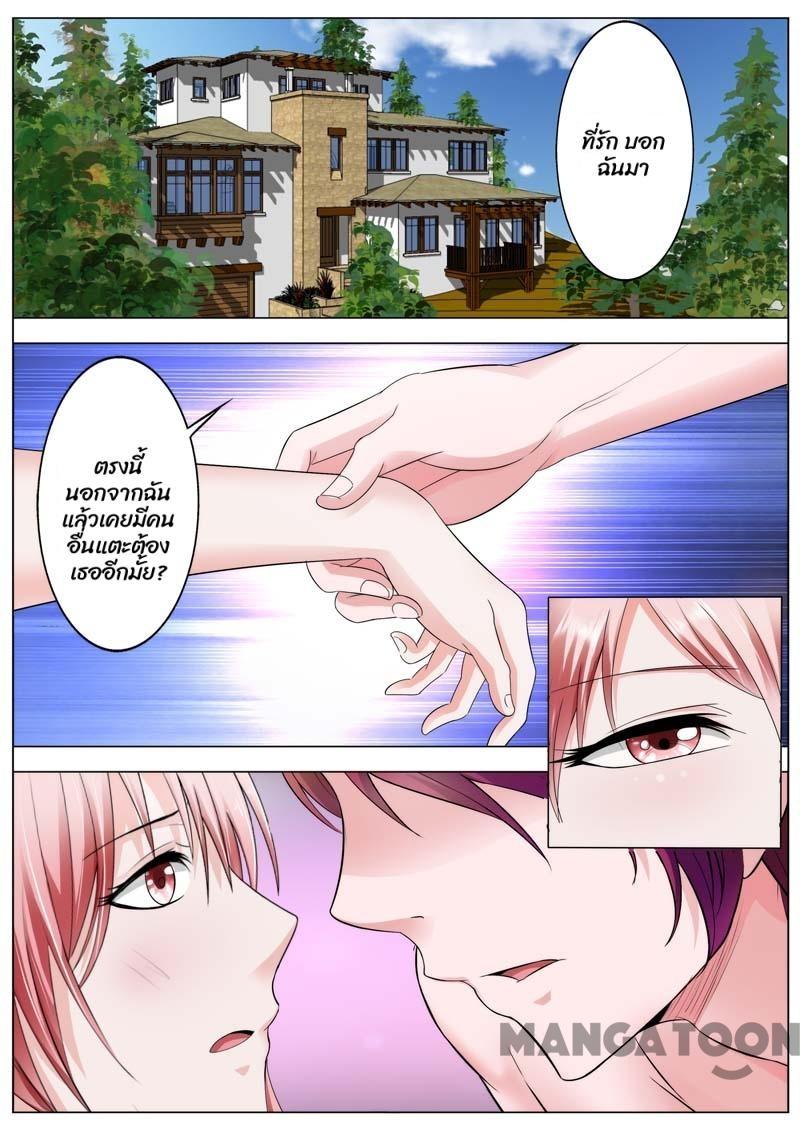 ที่รัก บอก
ฉันมา
ตรงนี้
นอกจากฉัน
แล้วเคยมีคน
อื่นแตะต้อง
เธออีกมั้ย?
MANGATOON